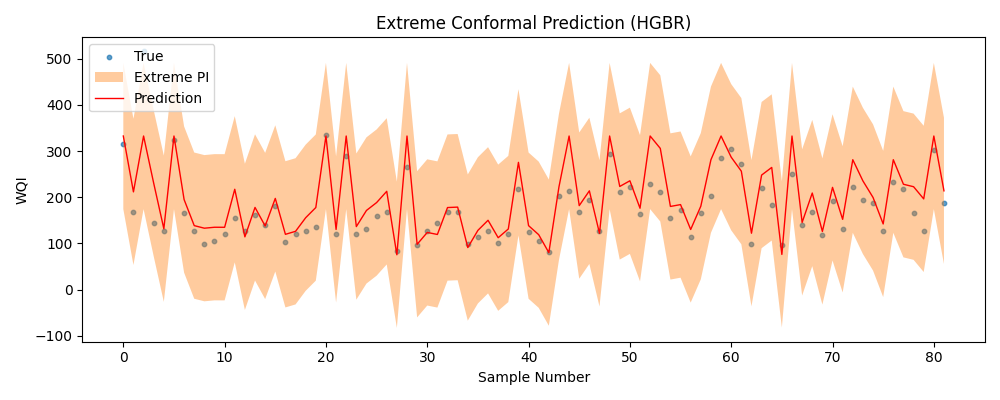 Extreme Conformal Prediction (HGBR)
True
Extreme PI
Prediction
WQI
500
400
300
200
100
0
−100
0 10 20 30 40 50 60 70 80
Sample Number